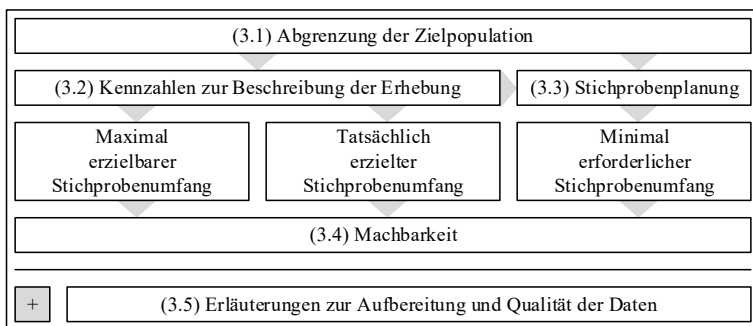 (3.1) Abgrenzung der Zielpopulation
(3.2) Kennzahlen zur Beschreibung der Erhebung
(3.3) Stichprobenplanung
Maximal
erzielbarer
Stichprobenumfang
Tatsächlich
erzielter
Stichprobenumfang
Minimal
erforderlicher
Stichprobenumfang
(3.4) Machbarkeit
+
(3.5) Erläuterungen zur Aufbereitung und Qualität der Daten